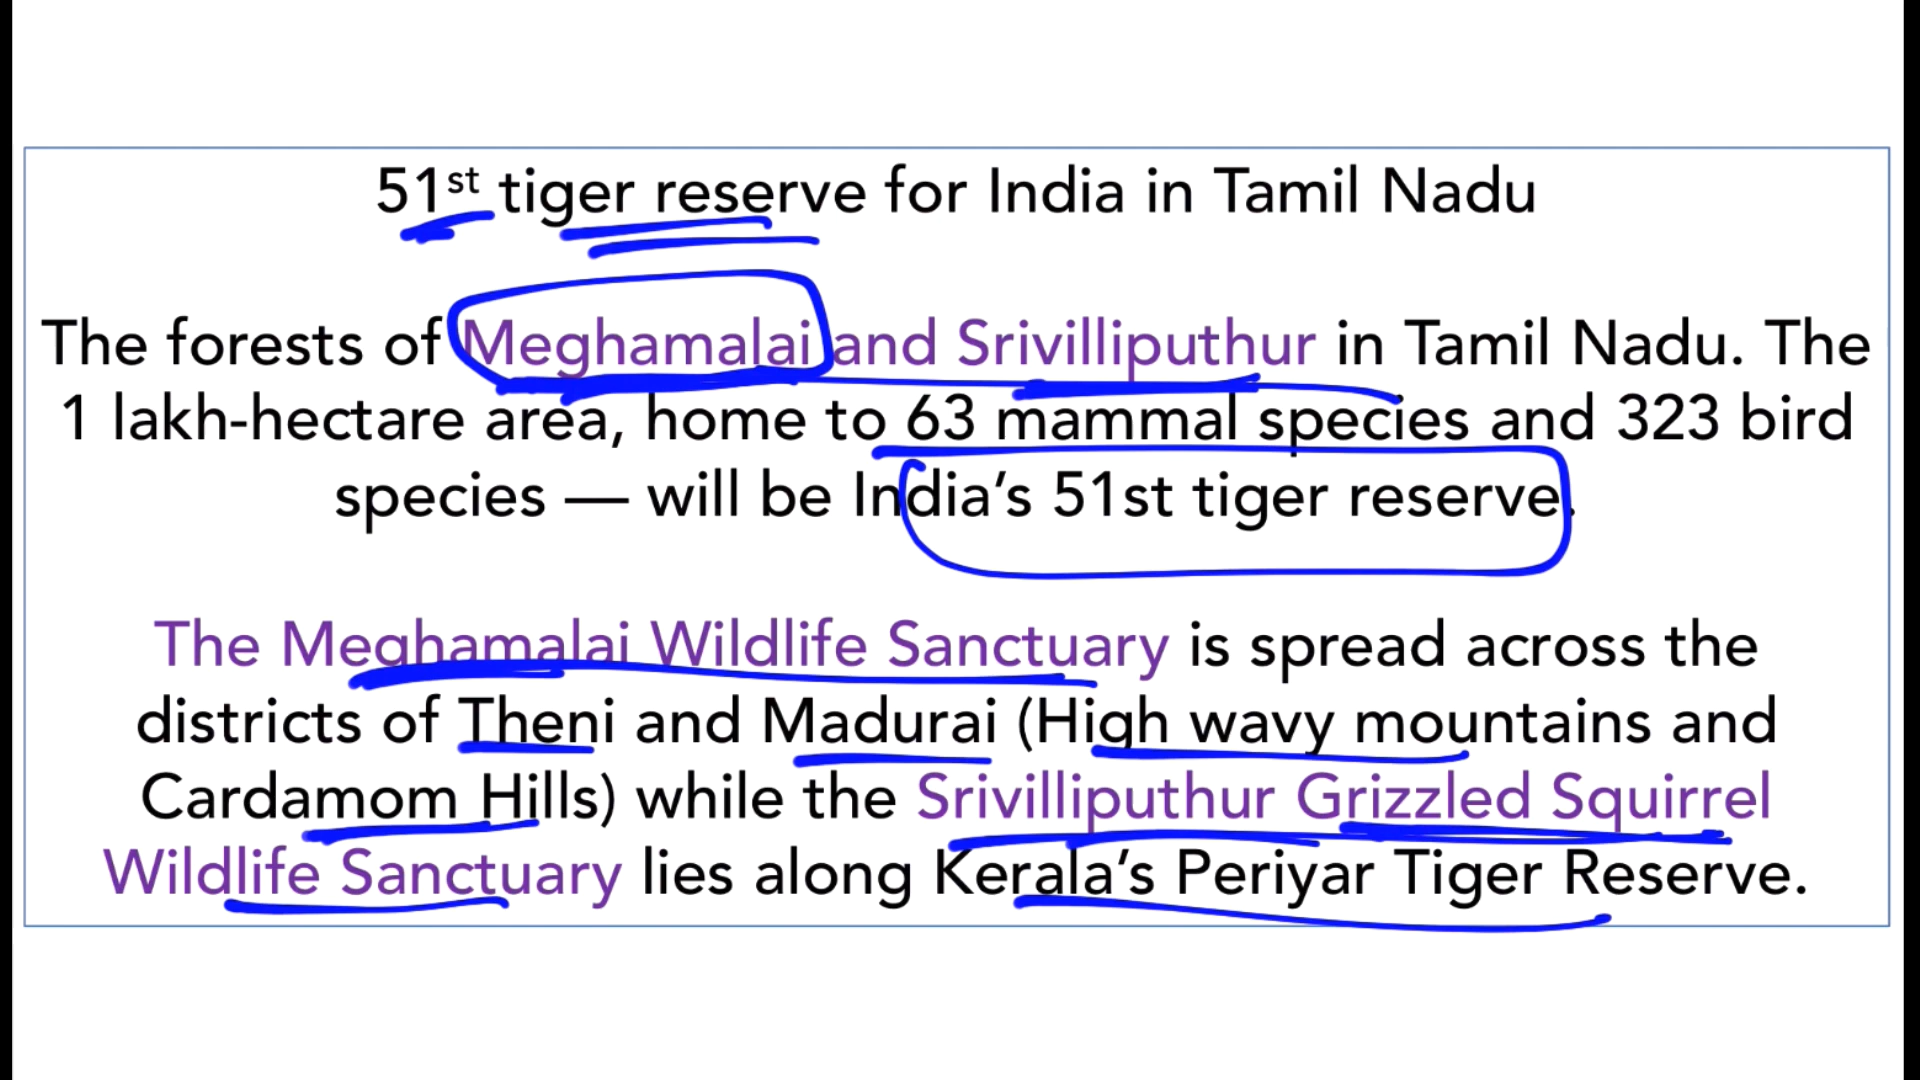 51st tiger reserve for India in Tamil Nadu
The forests of Meghamalai and Srivilliputhur in Tamil Nadu. The
1 lakh-hectare area, home to 63 mammal species and 323 bird
species — will be India’s 51st tiger reserve.
The Meghamalai Wildlife Sanctuary is spread across the
districts of Theni and Madurai (High wavy mountains and
Cardamom Hills) while the Srivilliputhur Grizzled Squirrel
Wildlife Sanctuary lies along Kerala’s Periyar Tiger Reserve.